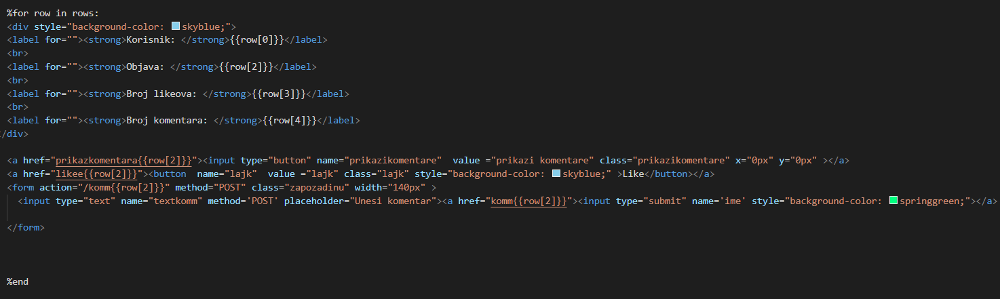 %for row in rows:
<div style="background-color: skyblue;">
<label for=""><strong>Korisnik: </strong>{{row[0]}}</label>
<br>
<label for=""><strong>Objava: </strong>{{row[2]}}</label>
<br>
<label for=""><strong>Broj likeova: </strong>{{row[3]}}</label>
<br>
<label for=""><strong>Broj komentara: </strong>{{row[4]}}</label>
/div>
<a href="prikazkomentara{{row[2]}}"><input type="button" name="prikazikomentare"  value ="prikazi komentare" class="prikazikomentare" x="0px" y="0px" ></a>
<a href="likee{{row[2]}}"><button  name="lajk"  value ="lajk" class="lajk" style="background-color: skyblue;" >Like</button></a>
<form action="/komm{{row[2]}}" method="POST" class="zapozadinu" width="140px" >
<input type="text" name="textkomm" method='POST' placeholder="Unesi komentar"><a href="komm{{row[2]}}"><input type="submit" name='ime' style="background-color: springgreen;"></a>
</form>
%end